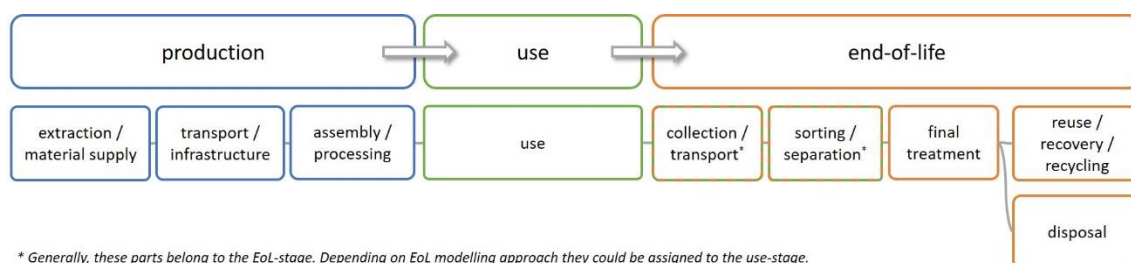 production
use
end-of-life
extraction /
material supply
transport /
infrastructure
assembly /
processing
use
collection /
transport*
sorting /
separation*
final
treatment
reuse /
recovery /
recycling
disposal
* Generally, these parts belong to the EoL-stage. Depending on EoL modelling approach they could be assigned to the use-stage.